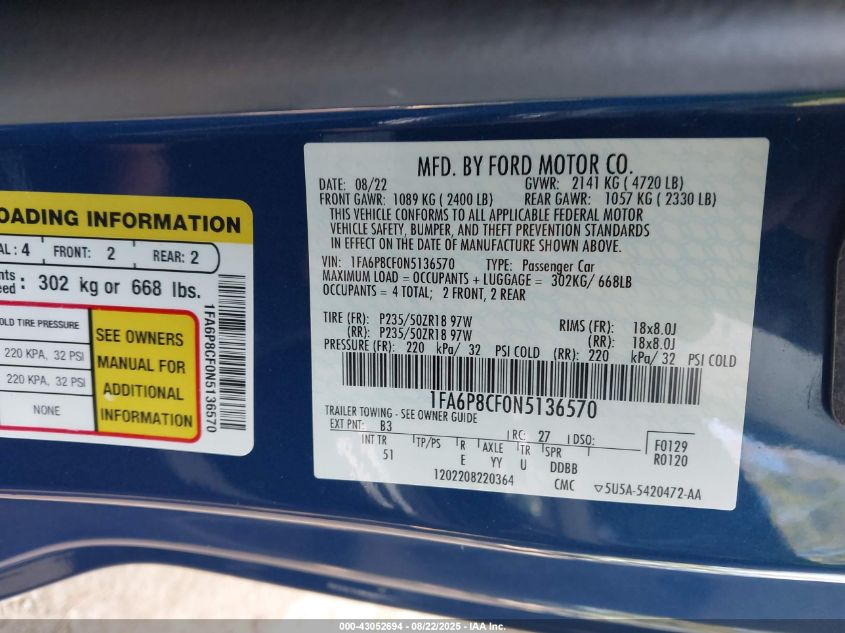 OADING INFORMATION
AL: 4 FRONT: 2 REAR: 2
nts
eed: 302 kg or 668 lbs.
OLD TIRE PRESSURE
220 KPA, 32 PSI
220 KPA, 32 PSI
NONE
SEE OWNERS
MANUAL FOR
ADDITIONAL
INFORMATION
1FA6P8CF0N5136570
MFD. BY FORD MOTOR CO.
DATE: 08/22 GVWR: 2141 KG ( 4720 LB)
FRONT GAWR: 1089 KG ( 2400 LB) REAR GAWR: 1057 KG ( 2330 LB)
THIS VEHICLE CONFORMS TO ALL APPLICABLE FEDERAL MOTOR
VEHICLE SAFETY, BUMPER, AND THEFT PREVENTION STANDARDS
IN EFFECT ON THE DATE OF MANUFACTURE SHOWN ABOVE.
VIN: 1FA6P8CF0N5136570 TYPE: Passenger Car
MAXIMUM LOAD = OCCUPANTS + LUGGAGE = 302KG/ 668LB
OCCUPANTS = 4 TOTAL; 2 FRONT, 2 REAR
TIRE (FR): P235/50ZR18 97W RIMS (FR): 18x8.0J
(RR): P235/50ZR18 97W (RR): 18x8.0J
PRESSURE (FR): 220 kPa/ 32 PSI COLD (RR): 220 kPa/ 32 PSI COLD
1FA6P8CF0N5136570
TRAILER TOWING - SEE OWNER GUIDE
EXT PNT: B3 RC: 27 DSO: F0129
INT TR TP/PS R AXLE TR SPR R0120
51 E YY U DDBB
1202208220364 CMC ▽5U5A-5420472-AA
000-43052694 - 08/22/2025 - www.iaai.com